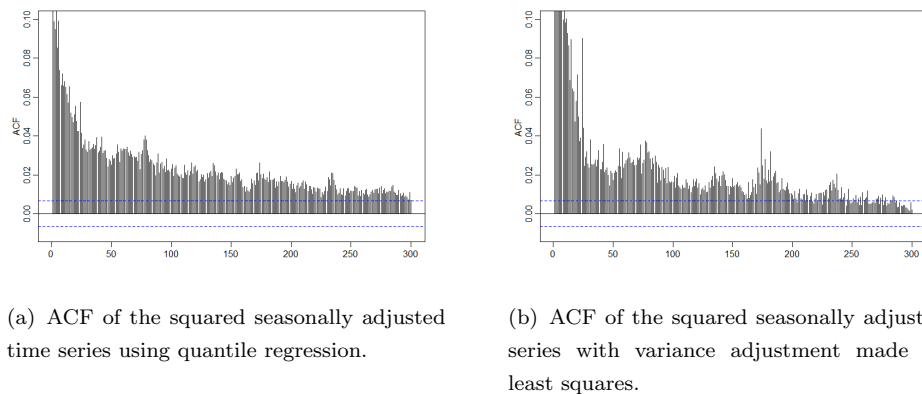 0.10
0.08
0.06
0.04
0.02
0.00
ACF
0 50 100 150 200 250 300
0.10
0.08
0.06
0.04
0.02
0.00
ACF
0 50 100 150 200 250 300
(a) ACF of the squared seasonally adjusted
time series using quantile regression.
(b) ACF of the squared seasonally adjust
series with variance adjustment made
least squares.